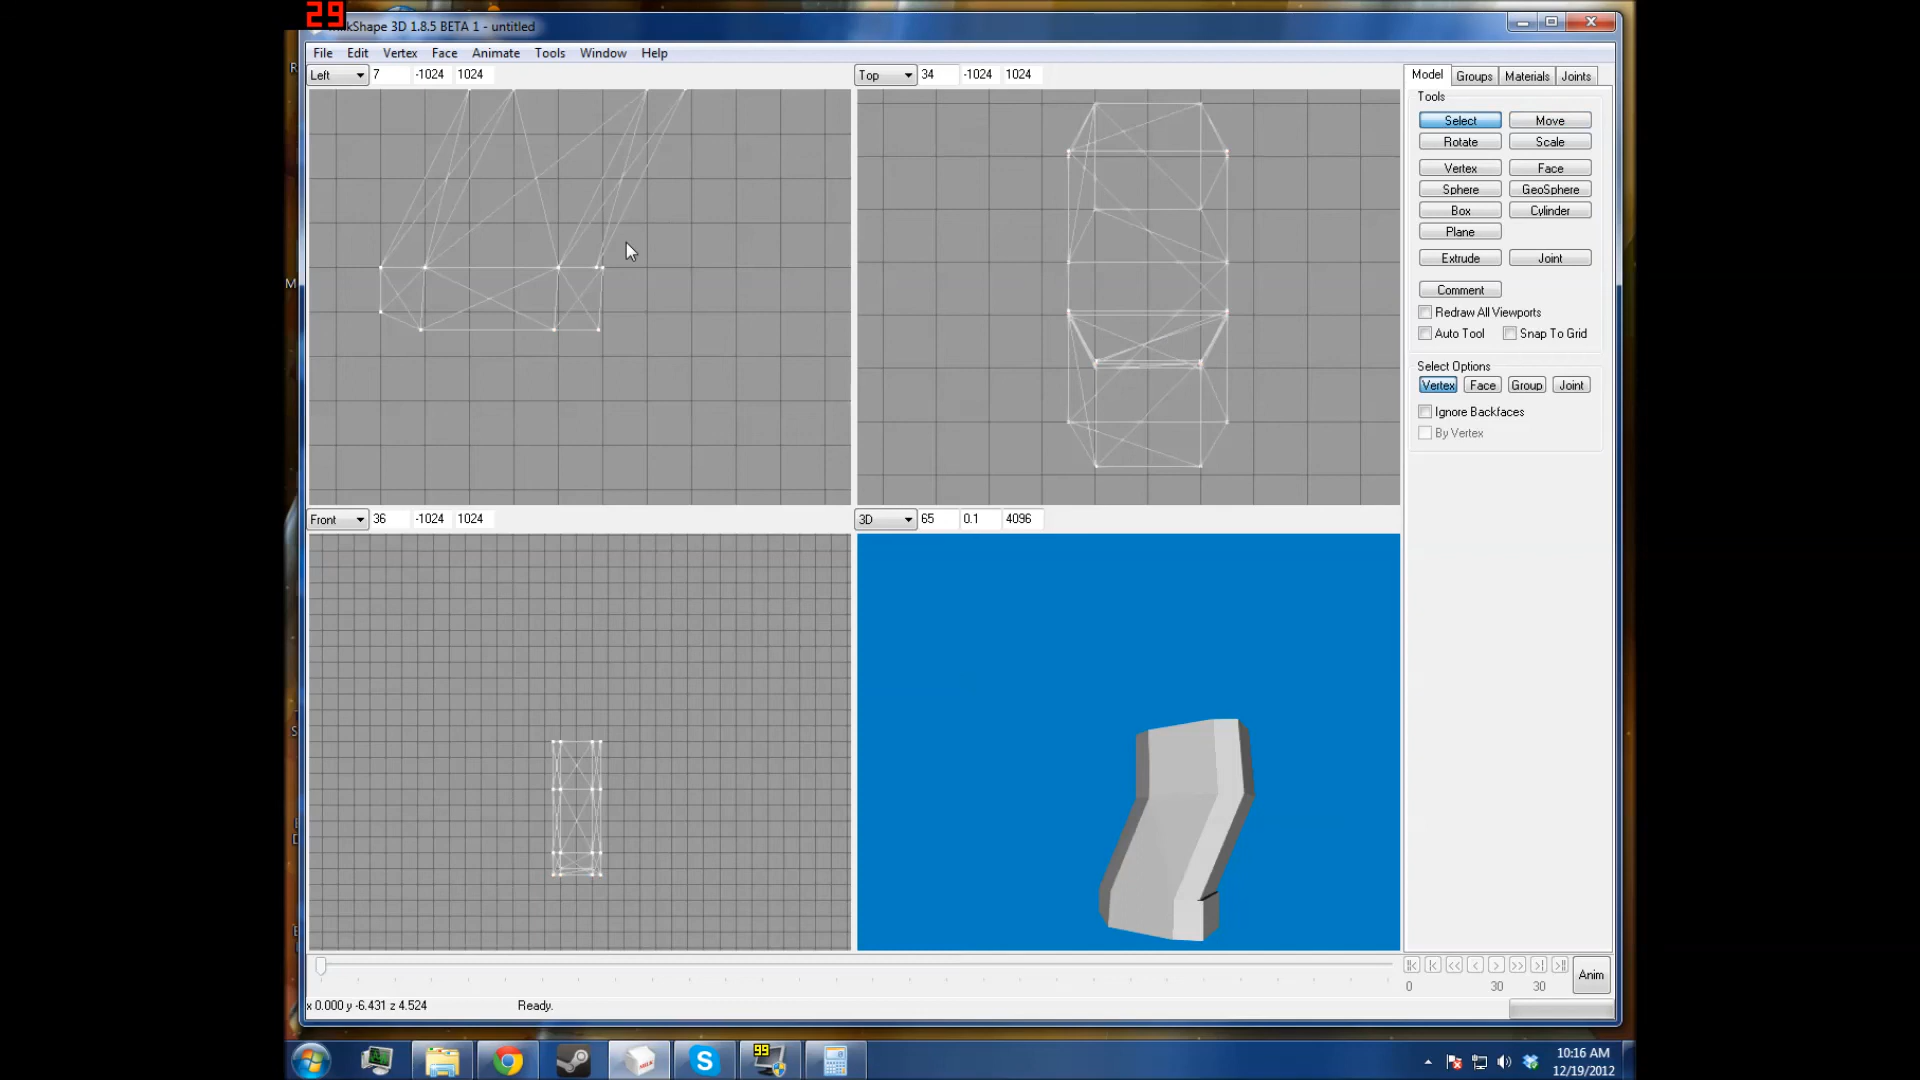 29
lkShape 3D 1.8.5 BETA 1 - untitled
File Edit Vertex Face Animate Tools Window Help
Left 7 -1024 1024
Top 34 -1024 1024
Model Groups Materials Joints
Tools
Select Move
Rotate Scale
Vertex Face
Sphere GeoSphere
Box Cylinder
Plane
Extrude Joint
Comment
Redraw All Viewports
Auto Tool Snap To Grid
Select Options
Vertex Face Group Joint
Ignore Backfaces
By Vertex
Front 36 -1024 1024
3D 65 0.1 4096
Anim
0 30 30
x 0.000 y -6.431 z 4.524 Ready.
MILK
S
99
10:16 AM
12/19/2012